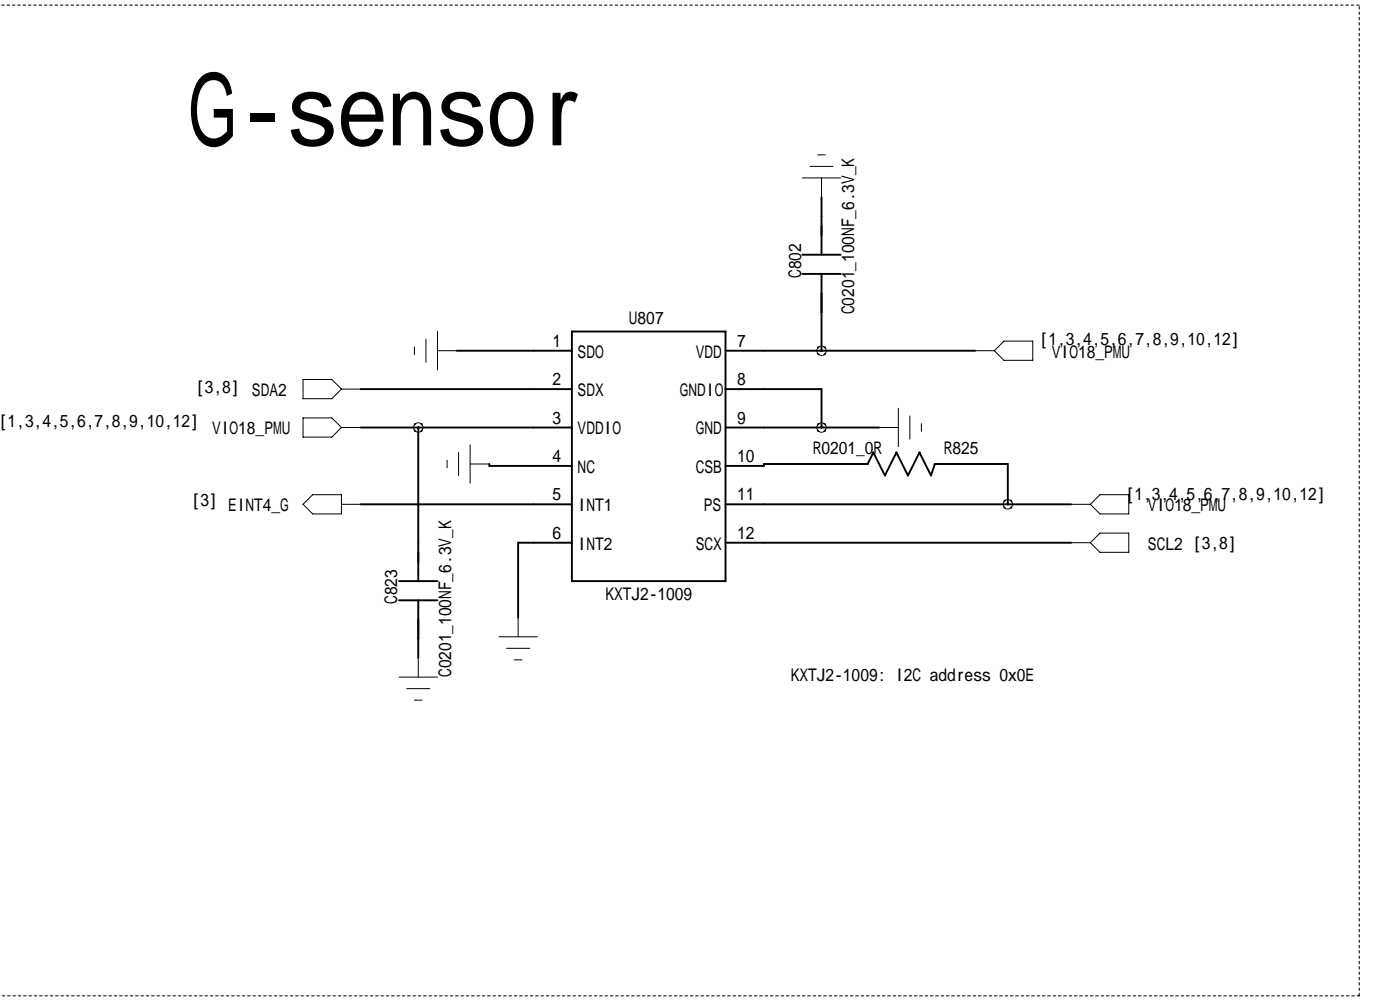 G-sensor
C802
C0201_100NF_6.3V_K
U807
1 SDO
VDD 7
[1,3,4,5,6,7,8,9,10,12]
VIO18_PMU
[3,8] SDA2
2 SDX
GNDIO 8
[1,3,4,5,6,7,8,9,10,12] VIO18_PMU
3 VDDIO
GND 9
R0201_0R R825
4 NC
CSB 10
[3] EINT4_G
5 INT1
PS 11
[1,3,4,5,6,7,8,9,10,12]
VIO18_PMU
6 INT2
SCX 12
SCL2 [3,8]
C823
C0201_100NF_6.3V_K
KXTJ2-1009
KXTJ2-1009: I2C address 0x0E